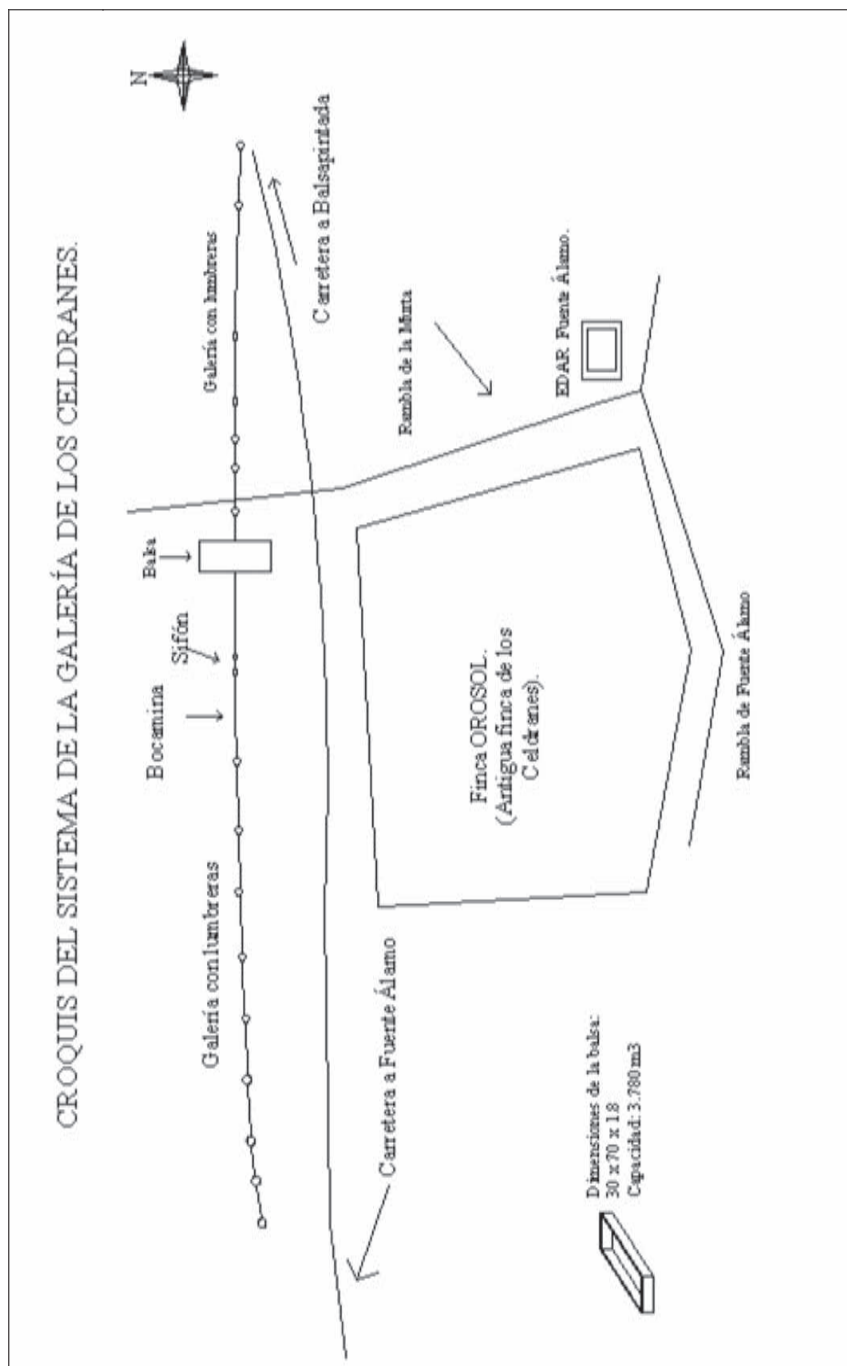 CROQUIS DEL SISTEMA DE LA GALERÍA DE LOS CELDRANES.
N
Galería con lumbreras
Bocamina
Sifón
Balsa
Galería con lumbreras
Carretera a Balsapintada
Carretera a Fuente Álamo
Rambla de la Murta
EDAR Fuente Álamo.
Finca OROSOL.
(Antigua finca de los
Celdranes).
Rambla de Fuente Álamo
Dimensiones de la balsa:
30 x 70 x 1.8
Capacidad: 3.780 m3